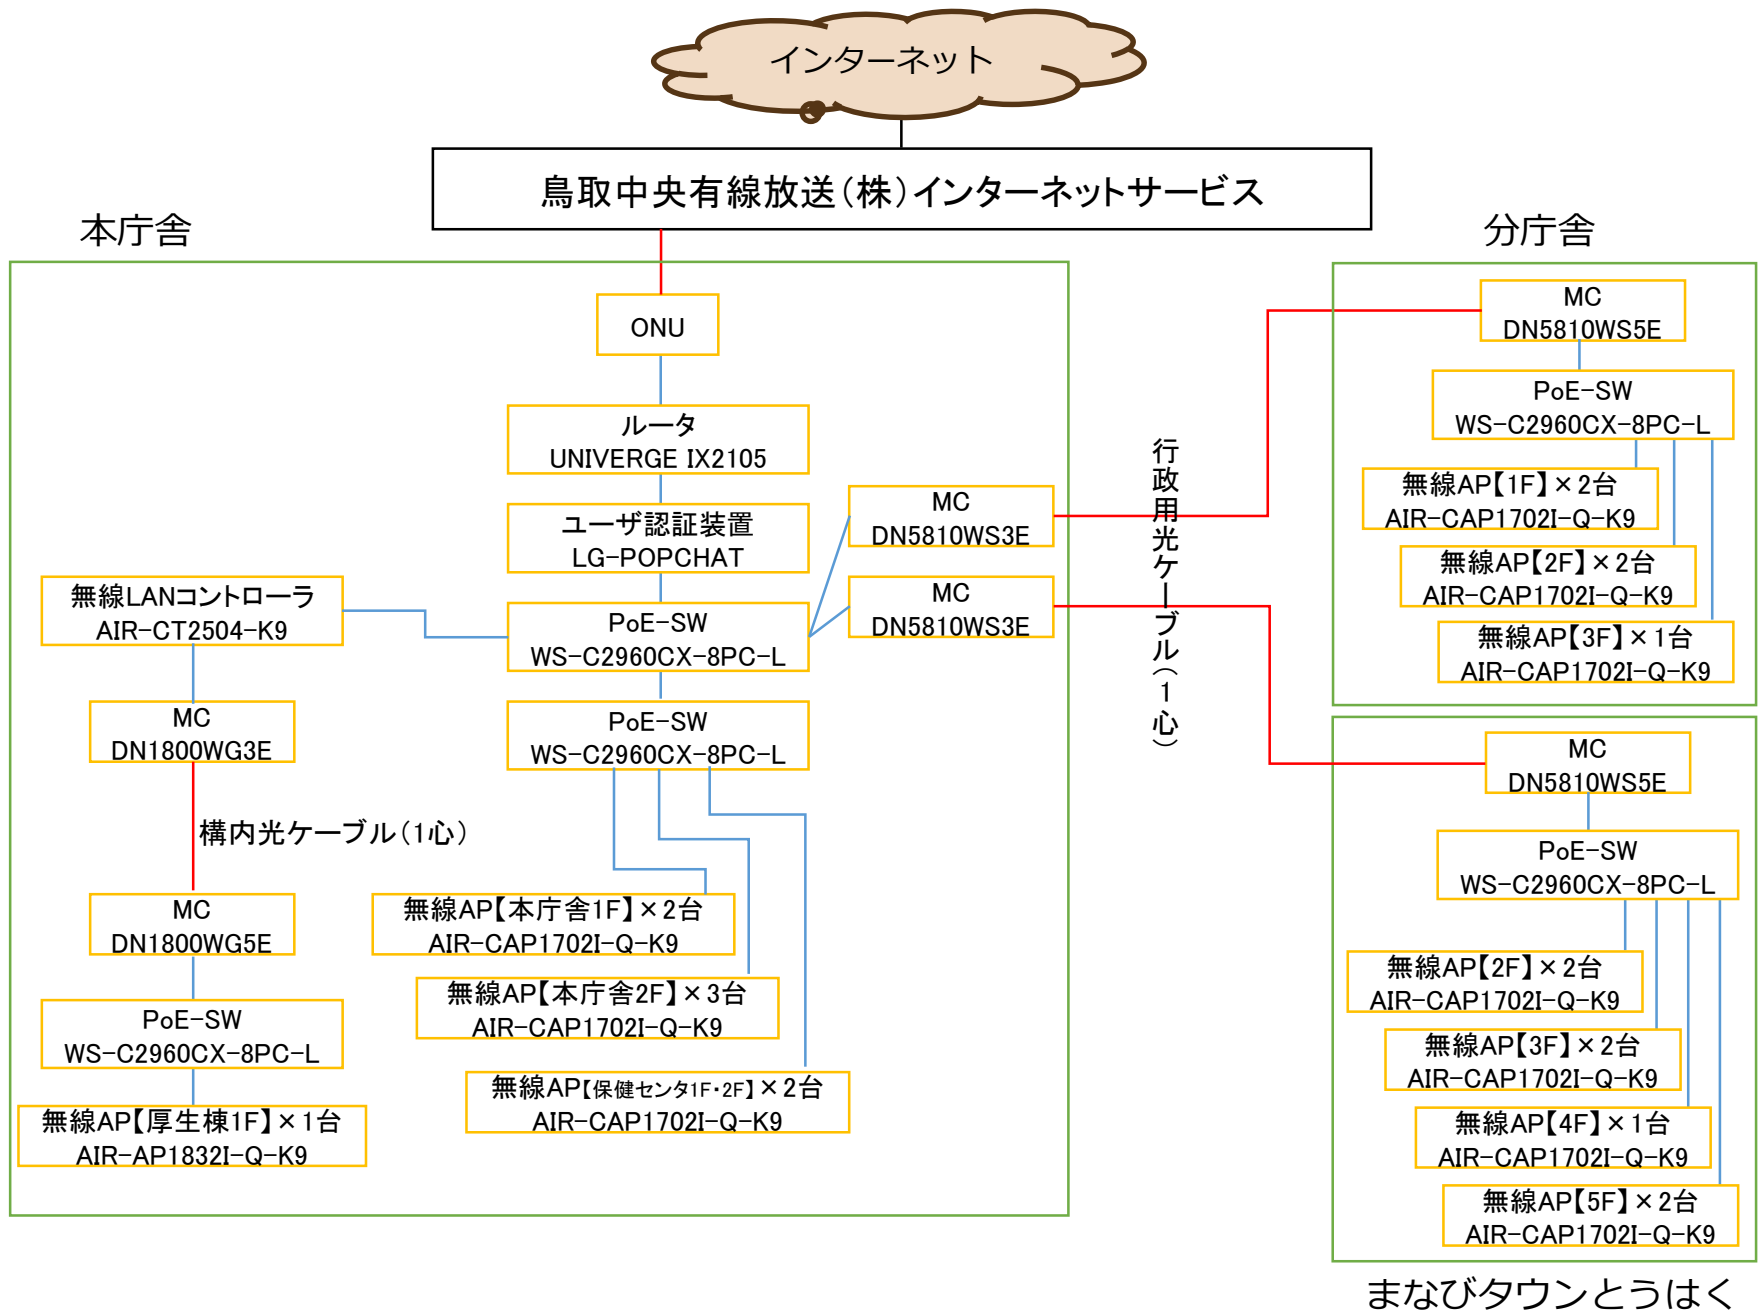 インターネット
鳥取中央有線放送(株)インターネットサービス
本庁舎
ONU
ルータ
UNIVERGE IX2105
ユーザ認証装置
LG-POPCHAT
PoE-SW
WS-C2960CX-8PC-L
PoE-SW
WS-C2960CX-8PC-L
MC
DN5810WS3E
MC
DN5810WS3E
無線LANコントローラ
AIR-CT2504-K9
MC
DN1800WG3E
構内光ケーブル(1心)
MC
DN1800WG5E
PoE-SW
WS-C2960CX-8PC-L
無線AP【厚生棟1F】×1台
AIR-AP1832I-Q-K9
無線AP【本庁舎1F】×2台
AIR-CAP1702I-Q-K9
無線AP【本庁舎2F】×3台
AIR-CAP1702I-Q-K9
無線AP【保健センタ1F・2F】×2台
AIR-CAP1702I-Q-K9
行政用光ケーブル(1心)
分庁舎
MC
DN5810WS5E
PoE-SW
WS-C2960CX-8PC-L
無線AP【1F】×2台
AIR-CAP1702I-Q-K9
無線AP【2F】×2台
AIR-CAP1702I-Q-K9
無線AP【3F】×1台
AIR-CAP1702I-Q-K9
MC
DN5810WS5E
PoE-SW
WS-C2960CX-8PC-L
無線AP【2F】×2台
AIR-CAP1702I-Q-K9
無線AP【3F】×2台
AIR-CAP1702I-Q-K9
無線AP【4F】×1台
AIR-CAP1702I-Q-K9
無線AP【5F】×2台
AIR-CAP1702I-Q-K9
まなびタウンとうはく